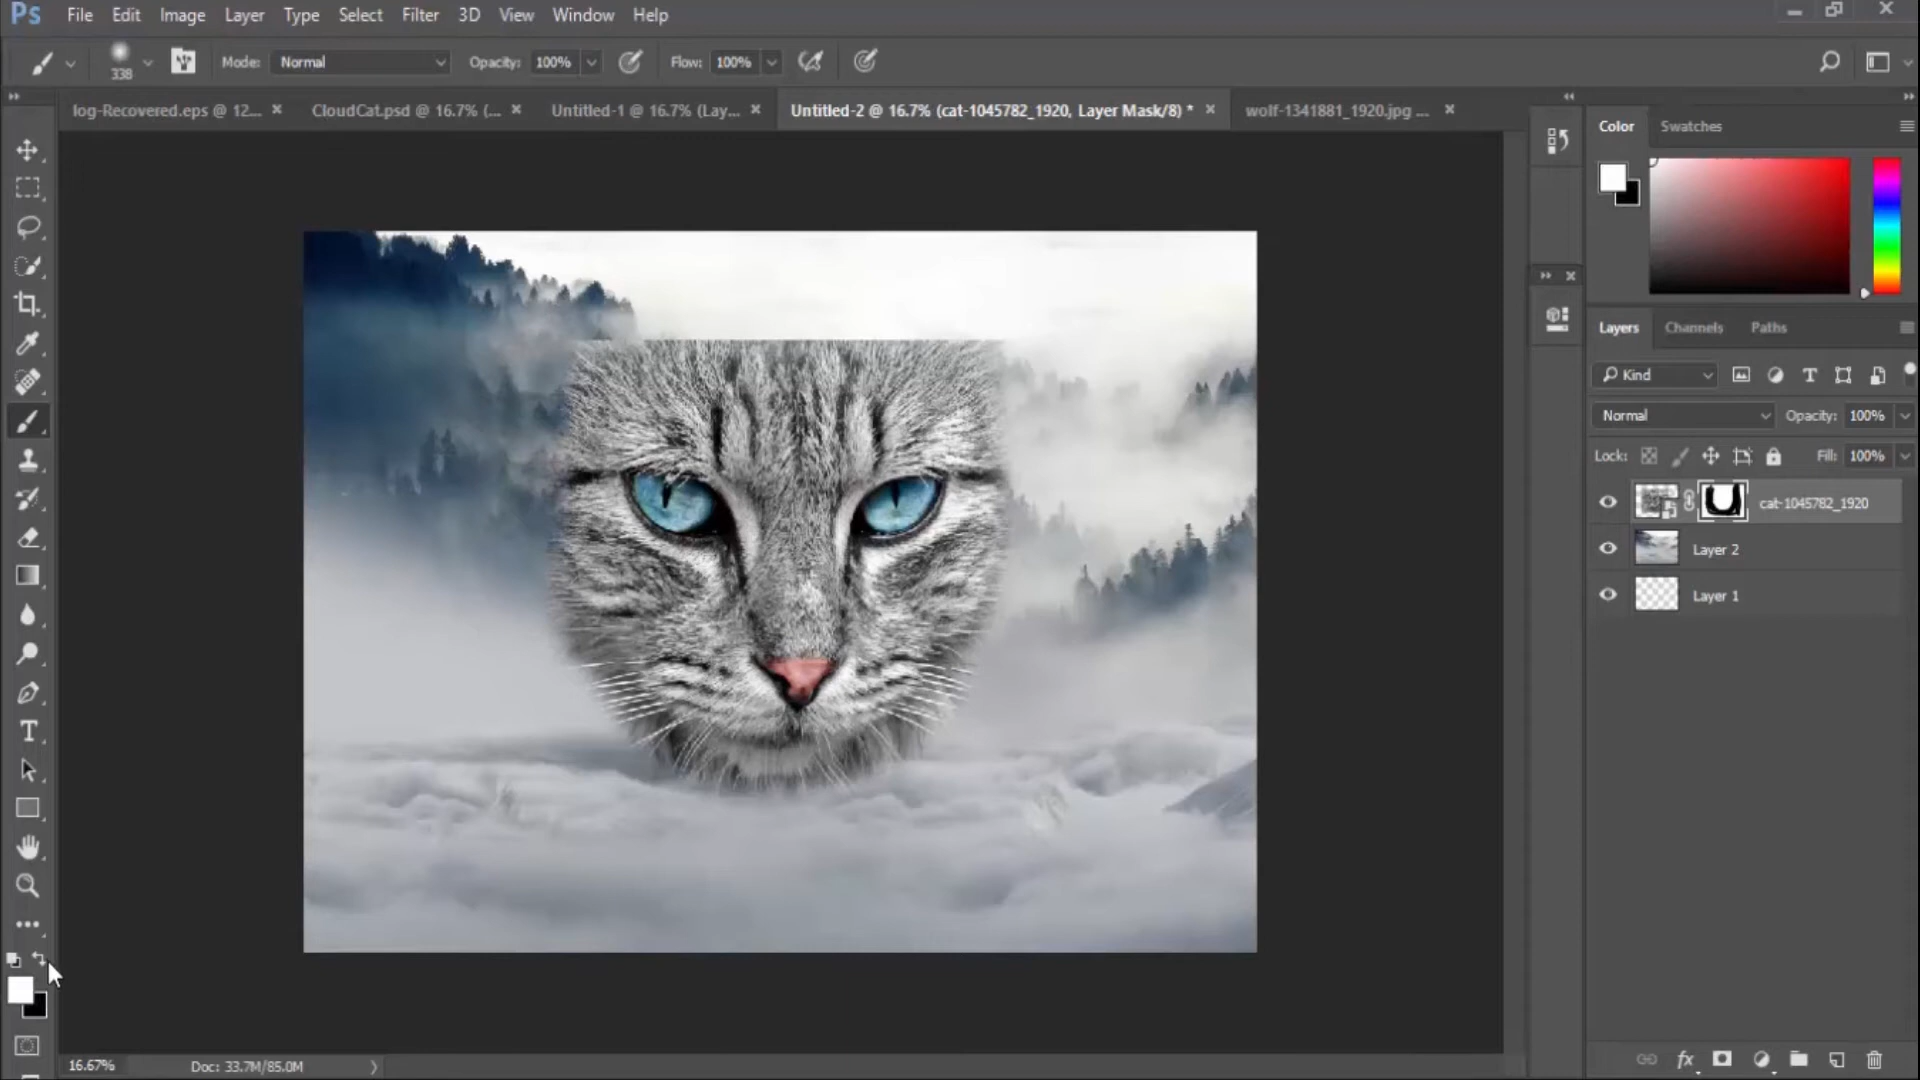 Ps File Edit Image Layer Type Select Filter 3D View Window Help
338 Mode: Normal Opacity: 100% Flow: 100%
log-Recovered.eps @ 12... × CloudCat.psd @ 16.7% (... × Untitled-1 @ 16.7% (Lay... × Untitled-2 @ 16.7% (cat-1045782_1920, Layer Mask/8) * × wolf-1341881_1920.jpg ... ×
Color Swatches
Layers Channels Paths
Kind
Normal Opacity: 100%
Lock: Fill: 100%
cat-1045782_1920
Layer 2
Layer 1
16.67% Doc: 33.7M/85.0M